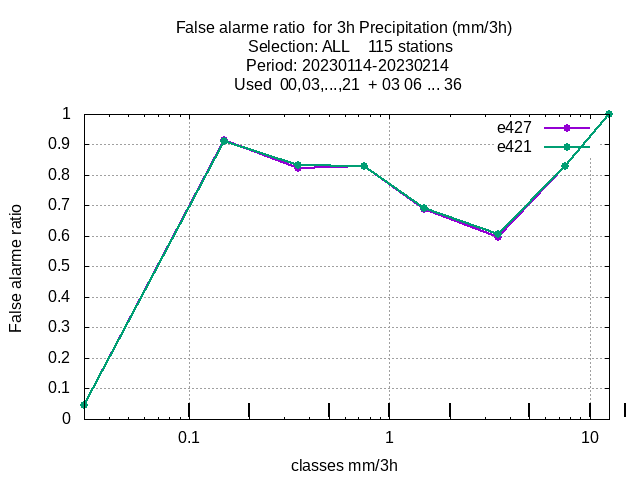 False alarme ratio  for 3h Precipitation (mm/3h)
Selection: ALL    115 stations
Period: 20230114-20230214
Used  00,03,...,21  + 03 06 ... 36
e427
e421
1
0.9
0.8
0.7
0.6
0.5
0.4
0.3
0.2
0.1
0
False alarme ratio
0.1
1
10
classes mm/3h